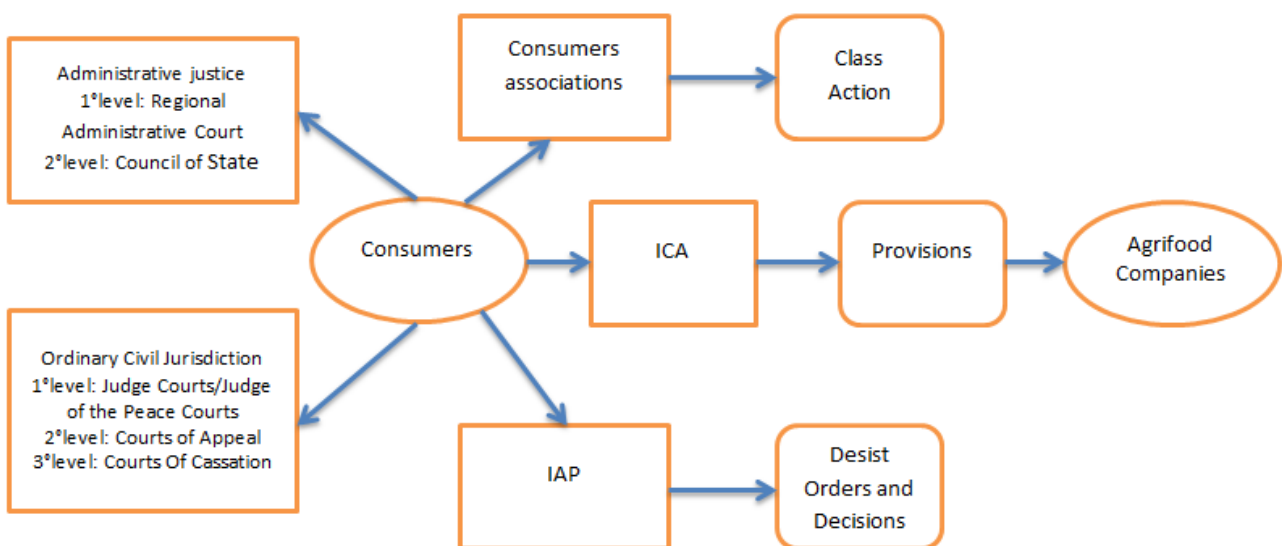 Administrative justice
1°level: Regional
Administrative Court
2°level: Council of State
Consumers
associations
Class
Action
Consumers
ICA
Provisions
Agrifood
Companies
Ordinary Civil Jurisdiction
1°level: Judge Courts/Judge
of the Peace Courts
2°level: Courts of Appeal
3°level: Courts Of Cassation
IAP
Desist
Orders and
Decisions